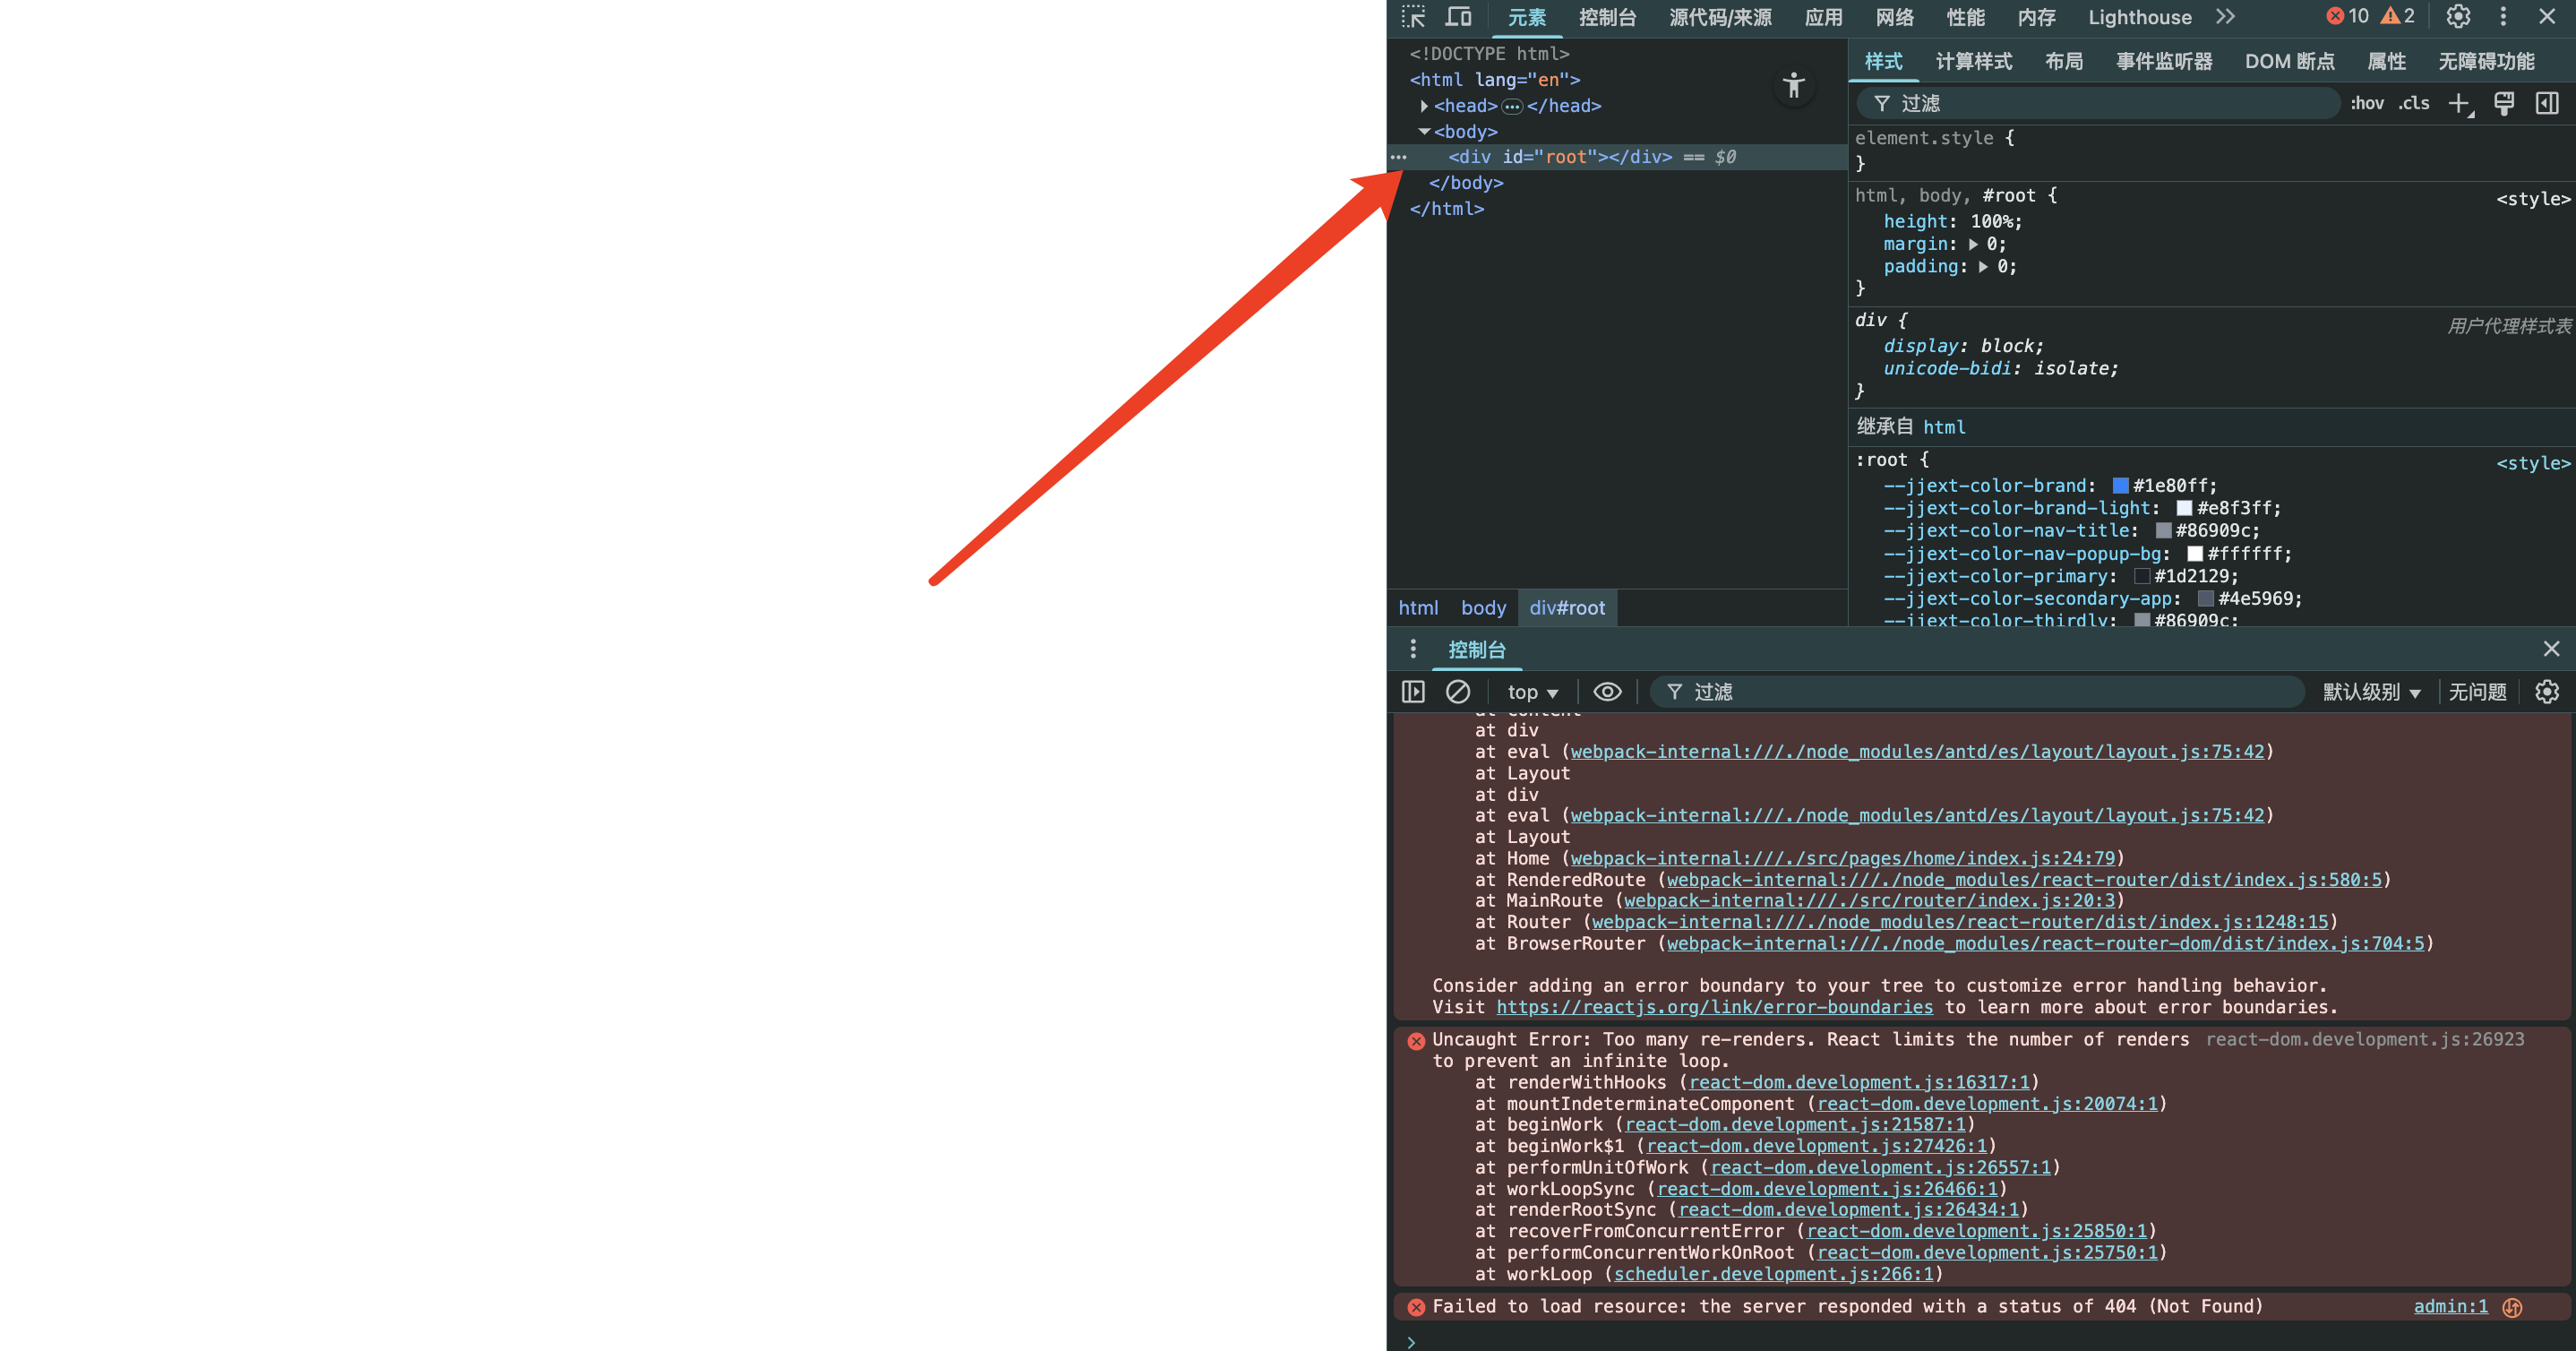 元素 控制台 源代码/来源 应用 网络 性能 内存 Lighthouse 10 2
<!DOCTYPE html>
<html lang="en">
<head> </head>
<body>
<div id="root"></div> == $0
</body>
</html>
html body div#root
样式 计算样式 布局 事件监听器 DOM 断点 属性 无障碍功能
过滤 :hov .cls
element.style {
}
html, body, #root { <style>
height: 100%;
margin: 0;
padding: 0;
}
div { 用户代理样式表
display: block;
unicode-bidi: isolate;
}
继承自 html
:root { <style>
--jjext-color-brand: #1e80ff;
--jjext-color-brand-light: #e8f3ff;
--jjext-color-nav-title: #86909c;
--jjext-color-nav-popup-bg: #ffffff;
--jjext-color-primary: #1d2129;
--jjext-color-secondary-app: #4e5969;
--jjext-color-thirdly: #86909c;
控制台
top 过滤 默认级别 无问题
at content
at div
at eval (webpack-internal:///./node_modules/antd/es/layout/layout.js:75:42)
at Layout
at div
at eval (webpack-internal:///./node_modules/antd/es/layout/layout.js:75:42)
at Layout
at Home (webpack-internal:///./src/pages/home/index.js:24:79)
at RenderedRoute (webpack-internal:///./node_modules/react-router/dist/index.js:580:5)
at MainRoute (webpack-internal:///./src/router/index.js:20:3)
at Router (webpack-internal:///./node_modules/react-router/dist/index.js:1248:15)
at BrowserRouter (webpack-internal:///./node_modules/react-router-dom/dist/index.js:704:5)
Consider adding an error boundary to your tree to customize error handling behavior.
Visit https://reactjs.org/link/error-boundaries to learn more about error boundaries.
Uncaught Error: Too many re-renders. React limits the number of renders react-dom.development.js:26923
to prevent an infinite loop.
at renderWithHooks (react-dom.development.js:16317:1)
at mountIndeterminateComponent (react-dom.development.js:20074:1)
at beginWork (react-dom.development.js:21587:1)
at beginWork$1 (react-dom.development.js:27426:1)
at performUnitOfWork (react-dom.development.js:26557:1)
at workLoopSync (react-dom.development.js:26466:1)
at renderRootSync (react-dom.development.js:26434:1)
at recoverFromConcurrentError (react-dom.development.js:25850:1)
at performConcurrentWorkOnRoot (react-dom.development.js:25750:1)
at workLoop (scheduler.development.js:266:1)
Failed to load resource: the server responded with a status of 404 (Not Found) admin:1